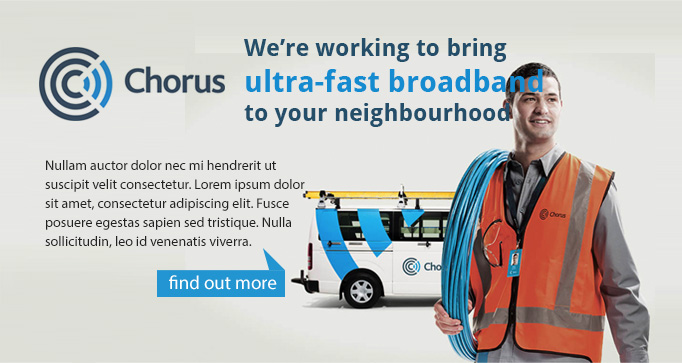 We're working to bring
ultra-fast broadband
to your neighbourhood
Chorus
Nullam auctor dolor nec mi hendrerit ut
suscipit velit consectetur. Lorem ipsum dolor
sit amet, consectetur adipiscing elit. Fusce
posuere egestas sapien sed tristique. Nulla
sollicitudin, leo id venenatis viverra.
find out more
Chorus